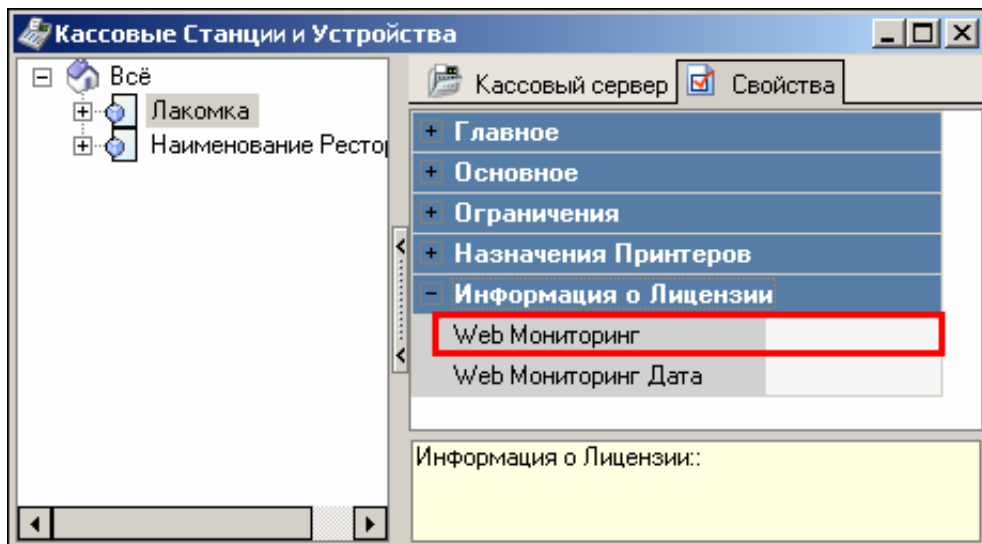 Кассовые Станции и Устройства
Всё
Лакомка
Наименование Рестор
Кассовый сервер
Свойства
Главное
Основное
Ограничения
Назначения Принтеров
Информация о Лицензии
Web Мониторинг
Web Мониторинг Дата
Информация о Лицензии::